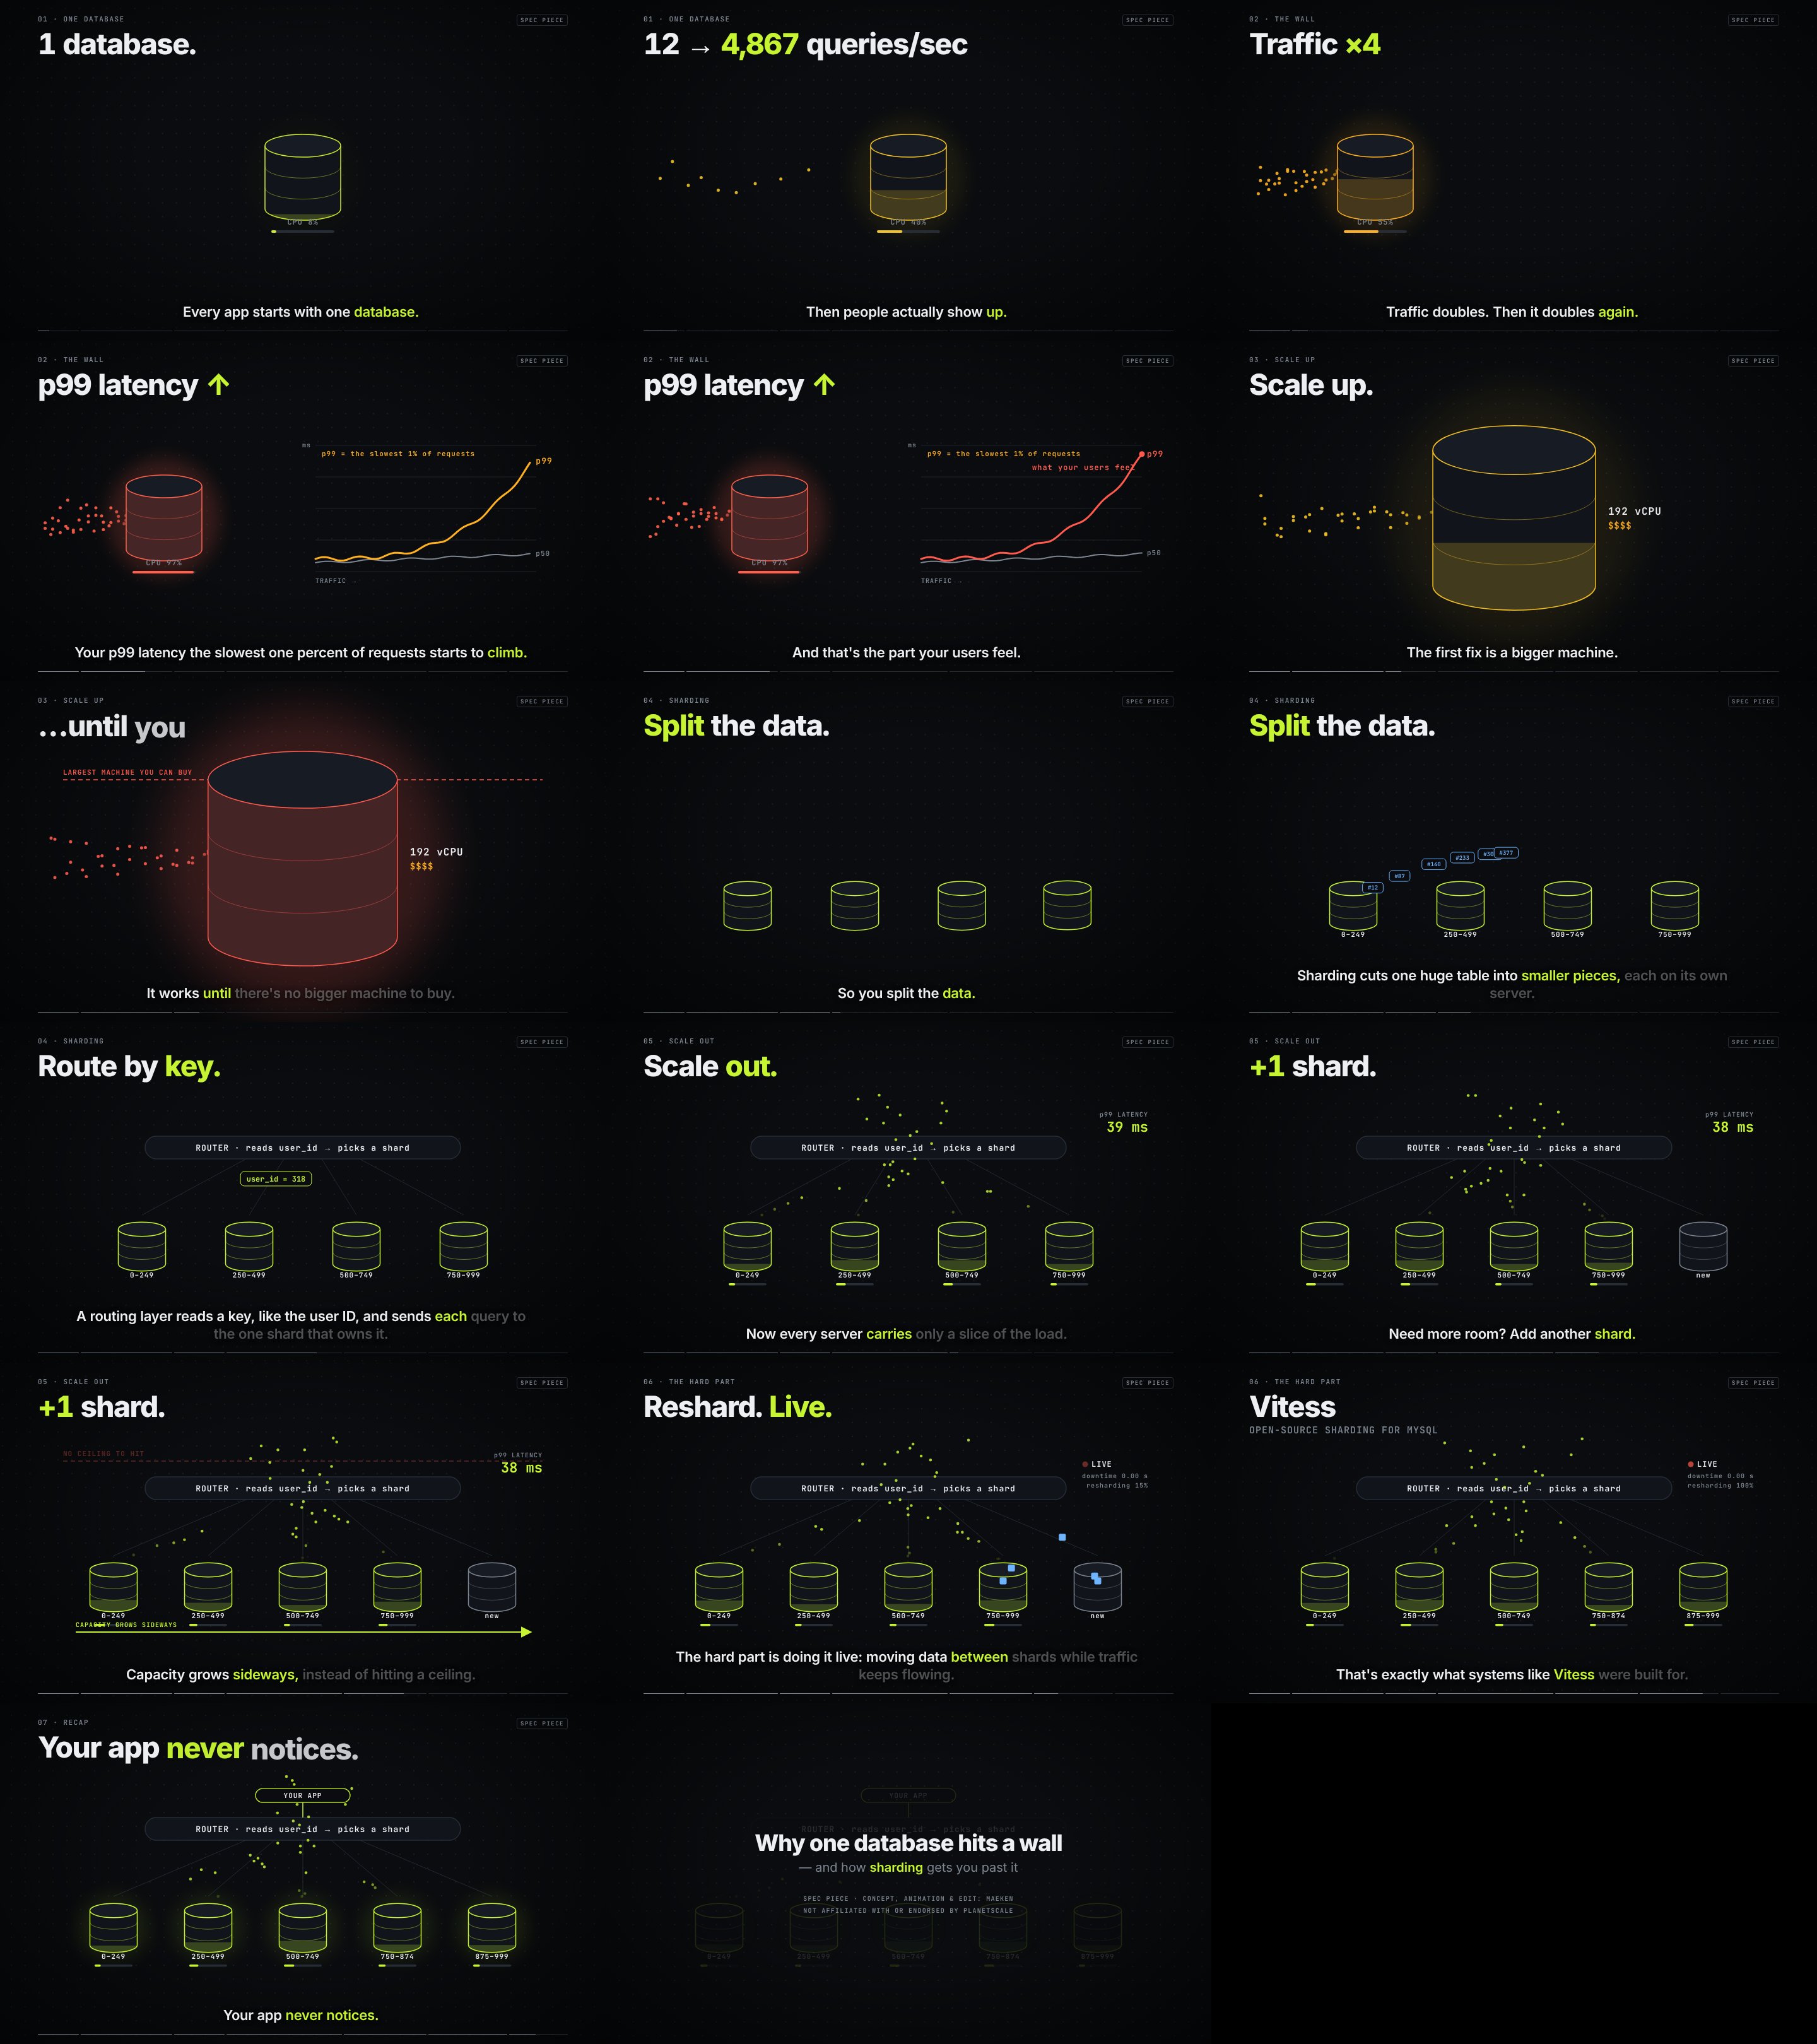 01 · ONE DATABASE
SPEC PIECE
1 database.
CPU 8%
Every app starts with one database.
01 · ONE DATABASE
SPEC PIECE
12 → 4,867 queries/sec
CPU 40%
Then people actually show up.
02 · THE WALL
SPEC PIECE
Traffic ×4
CPU 55%
Traffic doubles. Then it doubles again.
02 · THE WALL
SPEC PIECE
p99 latency ↑
ms
p99 = the slowest 1% of requests
p99
p50
CPU 97%
TRAFFIC →
Your p99 latency the slowest one percent of requests starts to climb.
02 · THE WALL
SPEC PIECE
p99 latency ↑
ms
p99 = the slowest 1% of requests
p99
what your users feel
p50
CPU 97%
TRAFFIC →
And that's the part your users feel.
03 · SCALE UP
SPEC PIECE
Scale up.
192 vCPU
$$$$
The first fix is a bigger machine.
03 · SCALE UP
SPEC PIECE
...until you
LARGEST MACHINE YOU CAN BUY
192 vCPU
$$$$
It works until there's no bigger machine to buy.
04 · SHARDING
SPEC PIECE
Split the data.
So you split the data.
04 · SHARDING
SPEC PIECE
Split the data.
#12
#87
#140
#233
#377
0-249
250-499
500-749
750-999
Sharding cuts one huge table into smaller pieces, each on its own
server.
04 · SHARDING
SPEC PIECE
Route by key.
ROUTER · reads user_id → picks a shard
user_id = 318
0-249
250-499
500-749
750-999
A routing layer reads a key, like the user ID, and sends each query to
the one shard that owns it.
05 · SCALE OUT
SPEC PIECE
Scale out.
p99 LATENCY
39 ms
ROUTER · reads user_id → picks a shard
0-249
250-499
500-749
750-999
Now every server carries only a slice of the load.
05 · SCALE OUT
SPEC PIECE
+1 shard.
p99 LATENCY
38 ms
ROUTER · reads user_id → picks a shard
0-249
250-499
500-749
750-999
new
Need more room? Add another shard.
05 · SCALE OUT
SPEC PIECE
+1 shard.
NO CEILING TO HIT
p99 LATENCY
38 ms
ROUTER · reads user_id → picks a shard
0-249
250-499
500-749
750-999
new
CAPACITY GROWS SIDEWAYS
Capacity grows sideways, instead of hitting a ceiling.
06 · THE HARD PART
SPEC PIECE
Reshard. Live.
LIVE
downtime 0.00 s
resharding 15%
ROUTER · reads user_id → picks a shard
0-249
250-499
500-749
750-999
new
The hard part is doing it live: moving data between shards while traffic
keeps flowing.
06 · THE HARD PART
SPEC PIECE
Vitess
OPEN-SOURCE SHARDING FOR MYSQL
LIVE
downtime 0.00 s
resharding 100%
ROUTER · reads user_id → picks a shard
0-249
250-499
500-749
750-874
875-999
That's exactly what systems like Vitess were built for.
07 · RECAP
SPEC PIECE
Your app never notices.
YOUR APP
ROUTER · reads user_id → picks a shard
0-249
250-499
500-749
750-874
875-999
Your app never notices.
YOUR APP
ROUTER · reads user_id → picks a shard
Why one database hits a wall
— and how sharding gets you past it
SPEC PIECE · CONCEPT, ANIMATION & EDIT: MAEKEN
NOT AFFILIATED WITH OR ENDORSED BY PLANETSCALE
0-249
250-499
500-749
750-874
875-999